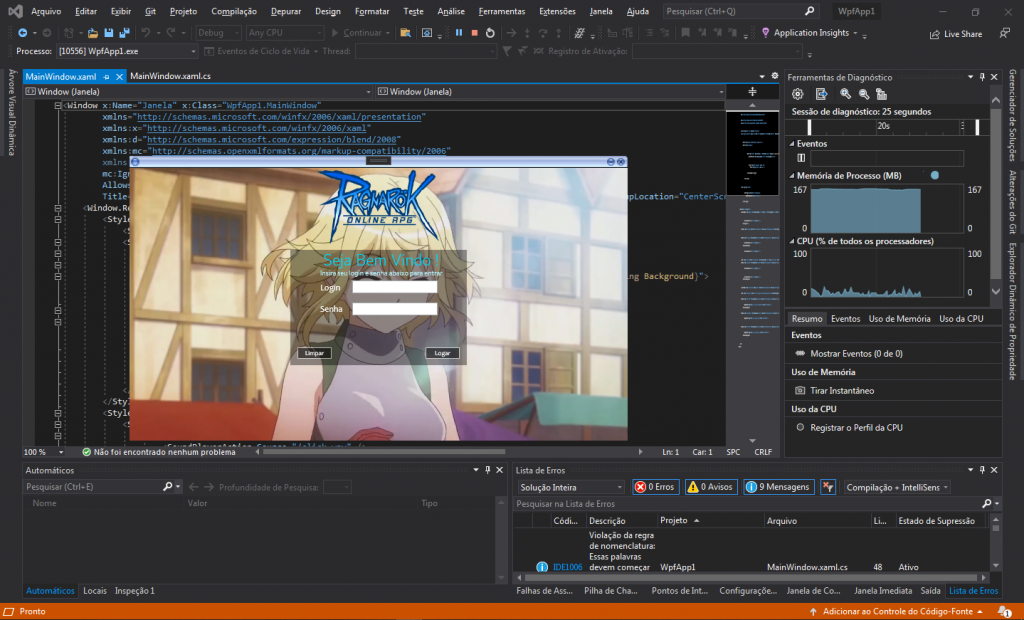 Arquivo Editar Exibir Git Projeto Compilação Depurar Design Formatar Teste Análise Ferramentas Extensões Janela Ajuda Pesquisar (Ctrl+Q) WpfApp1
Debug Any CPU Continuar Application Insights Live Share
Processo: [10556] WpfApp1.exe Eventos de Ciclo de Vida Thread: Registro de Ativação:
Árvore Visual Dinâmica
MainWindow.xaml MainWindow.xaml.cs
Window (Janela) Window (Janela)
<Window x:Name="Janela" x:Class="WpfApp1.MainWindow"
xmlns="http://schemas.microsoft.com/winfx/2006/xaml/presentation"
xmlns:x="http://schemas.microsoft.com/winfx/2006/xaml"
xmlns:d="http://schemas.microsoft.com/expression/blend/2008"
xmlns:mc="http://schemas.openxmlformats.org/markup-compatibility/2006"
xmlns
mc:Ig
Allows
Title= pLocation="CenterScr
<Window.Re
<Styl
<S
<S
ng Background}">
</Sty
<Style
<S
RAGNARÖK
ONLINE RPG
Seja Bem Vindo !
Insira seu login e senha abaixo para entrar
Login
Senha
Limpar Logar
100 % Não foi encontrado nenhum problema Ln: 1 Car: 1 SPC CRLF
Ferramentas de Diagnóstico
Sessão de diagnóstico: 25 segundos
20s
Eventos
Memória de Processo (MB)
167 167
0 0
CPU (% de todos os processadores)
100 100
0 0
Resumo Eventos Uso de Memória Uso da CPU
Eventos
Mostrar Eventos (0 de 0)
Uso de Memória
Tirar Instantâneo
Uso da CPU
Registrar o Perfil da CPU
Gerenciador de Soluções
Alterações do Git
Explorador Dinâmico de Propriedade
Automáticos
Pesquisar (Ctrl+E) Profundidade de Pesquisa:
Nome Valor Tipo
Automáticos Locais Inspeção 1
Lista de Erros
Solução Inteira 0 Erros 0 Avisos 9 Mensagens Compilação + IntelliSens
Pesquisar na Lista de Erros
Códi... Descrição Projeto Arquivo Li... Estado de Supressão
Violação da regra
de nomenclatura:
Essas palavras
IDE1006 devem começar WpfApp1 MainWindow.xaml.cs 48 Ativo
Falhas de Ass... Pilha de Cha... Pontos de Int... Configuraçõe... Janela de Co... Janela Imediata Saída Lista de Erros
Pronto Adicionar ao Controle do Código-Fonte 1